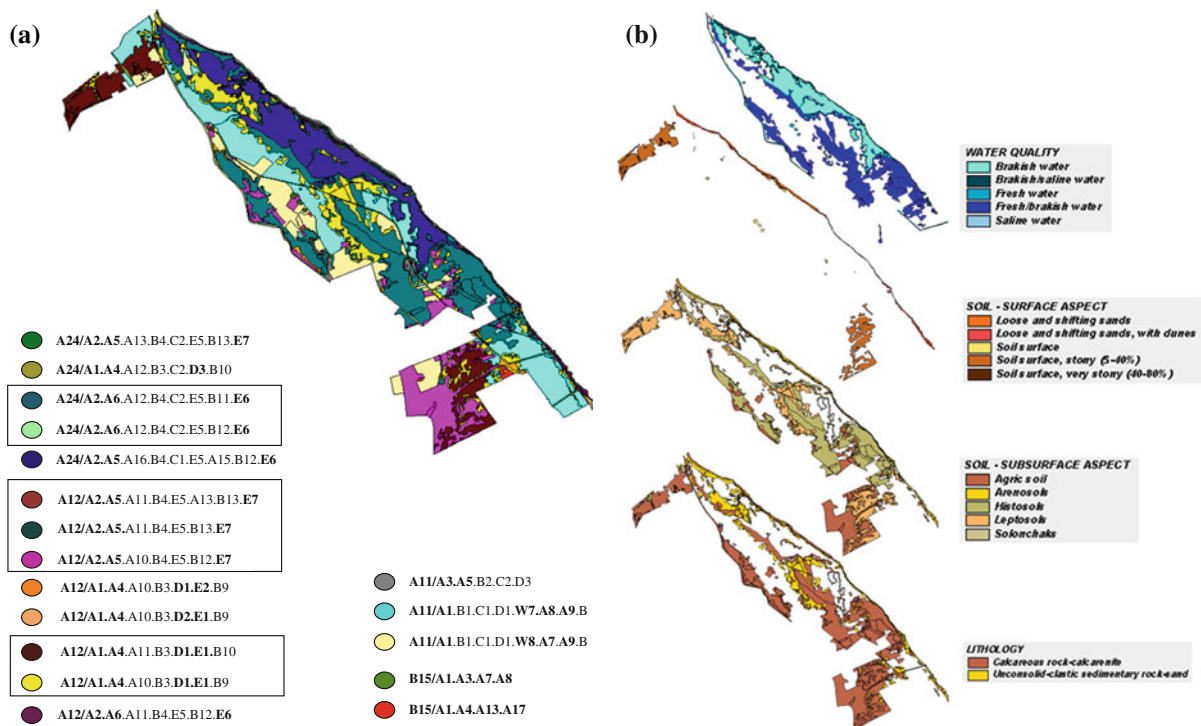 (a)
A24/A2.A5.A13.B4.C2.E5.B13.E7
A24/A1.A4.A12.B3.C2.D3.B10
A24/A2.A6.A12.B4.C2.E5.B11.E6
A24/A2.A6.A12.B4.C2.E5.B12.E6
A24/A2.A5.A16.B4.C1.E5.A15.B12.E6
A12/A2.A5.A11.B4.E5.A13.B13.E7
A12/A2.A5.A11.B4.E5.B13.E7
A12/A2.A5.A10.B4.E5.B12.E7
A12/A1.A4.A10.B3.D1.E2.B9
A12/A1.A4.A10.B3.D2.E1.B9
A12/A1.A4.A11.B3.D1.E1.B10
A12/A1.A4.A10.B3.D1.E1.B9
A12/A2.A6.A11.B4.E5.B12.E6
A11/A3.A5.B2.C2.D3
A11/A1.B1.C1.D1.W7.A8.A9.B
A11/A1.B1.C1.D1.W8.A7.A9.B
B15/A1.A3.A7.A8
B15/A1.A4.A13.A17
(b)
WATER QUALITY
Brakish water
Brakish/saline water
Fresh water
Fresh/brakish water
Saline water
SOIL - SURFACE ASPECT
Loose and shifting sands
Loose and shifting sands, with dunes
Soil surface
Soil surface, stony (5-40%)
Soil surface, very stony (40-80%)
SOIL - SUBSURFACE ASPECT
Agric soil
Arenosols
Histosols
Leptosols
Solonchaks
LITHOLOGY
Calcareous rock-calcarenite
Unconsolid-clastic sedimentary rock-sand